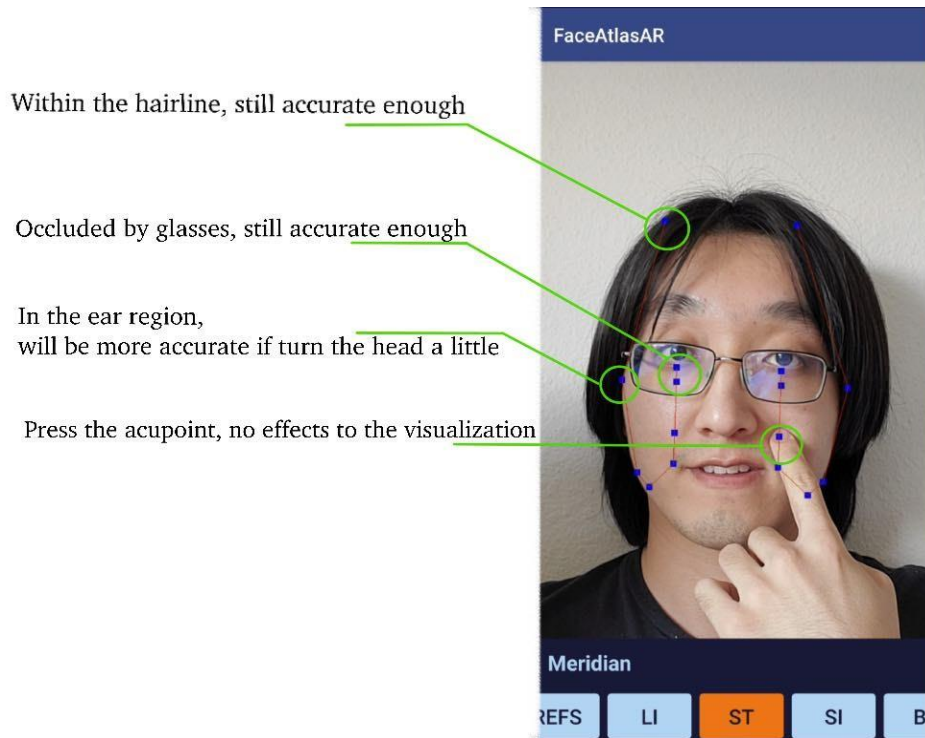 FaceAtlasAR
Within the hairline, still accurate enough
Occluded by glasses, still accurate enough
In the ear region,
will be more accurate if turn the head a little
Press the acupoint, no effects to the visualization
Meridian
REFS
LI
ST
SI
B